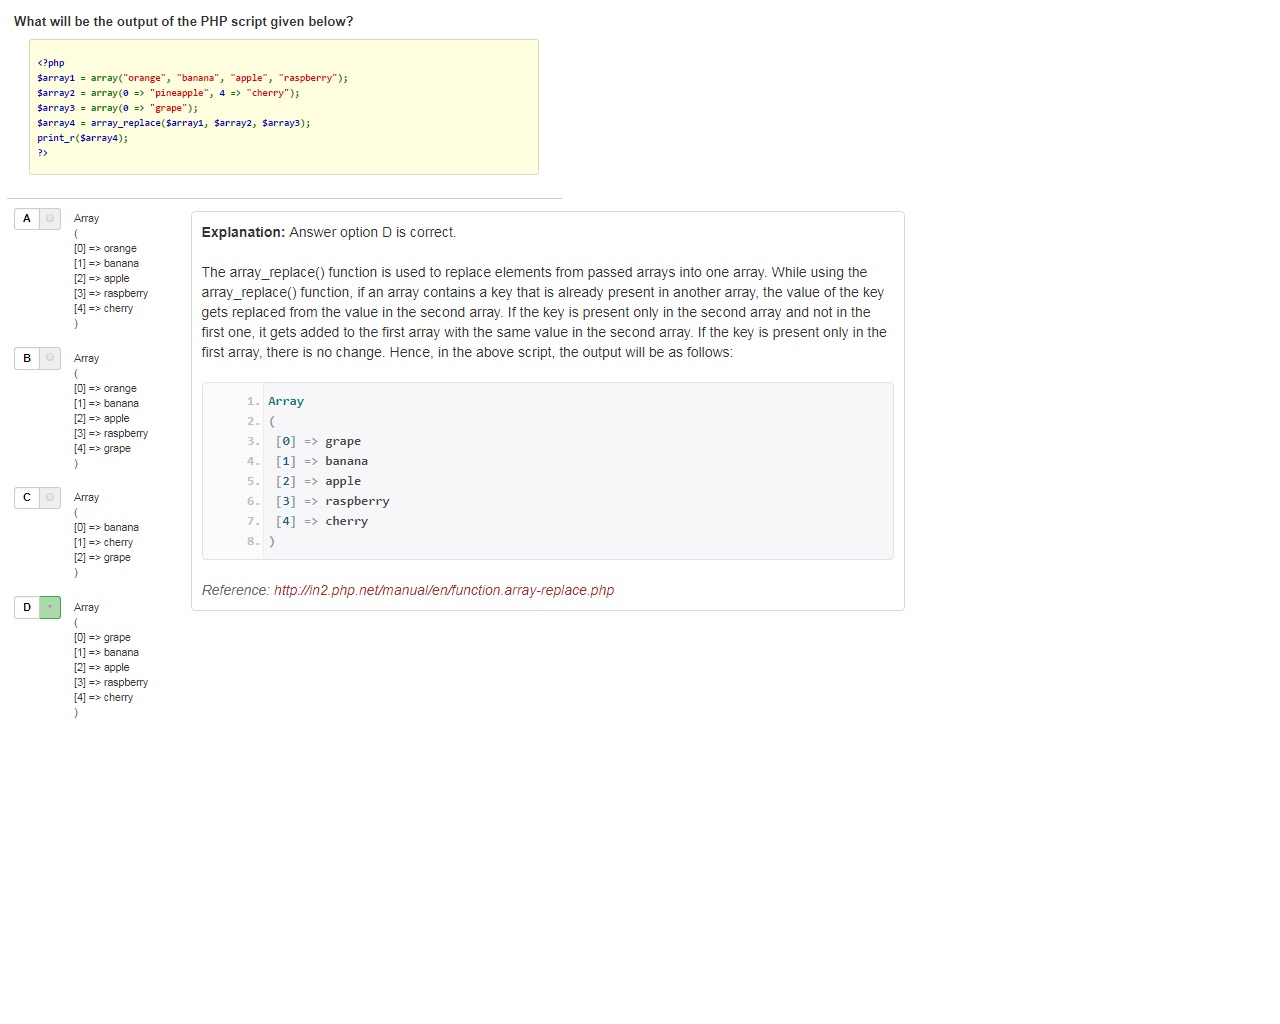 What will be the output of the PHP script given below?
<?php
$array1 = array("orange", "banana", "apple", "raspberry");
$array2 = array(0 => "pineapple", 4 => "cherry");
$array3 = array(0 => "grape");
$array4 = array_replace($array1, $array2, $array3);
print_r($array4);
?>
A
Array
(
[0] => orange
[1] => banana
[2] => apple
[3] => raspberry
[4] => cherry
)
B
Array
(
[0] => orange
[1] => banana
[2] => apple
[3] => raspberry
[4] => grape
)
C
Array
(
[0] => banana
[1] => cherry
[2] => grape
)
D
Array
(
[0] => grape
[1] => banana
[2] => apple
[3] => raspberry
[4] => cherry
)
Explanation: Answer option D is correct.
The array_replace() function is used to replace elements from passed arrays into one array. While using the
array_replace() function, if an array contains a key that is already present in another array, the value of the key
gets replaced from the value in the second array. If the key is present only in the second array and not in the
first one, it gets added to the first array with the same value in the second array. If the key is present only in the
first array, there is no change. Hence, in the above script, the output will be as follows:
1. Array
2. (
3. [0] => grape
4. [1] => banana
5. [2] => apple
6. [3] => raspberry
7. [4] => cherry
8. )
Reference: http://in2.php.net/manual/en/function.array-replace.php